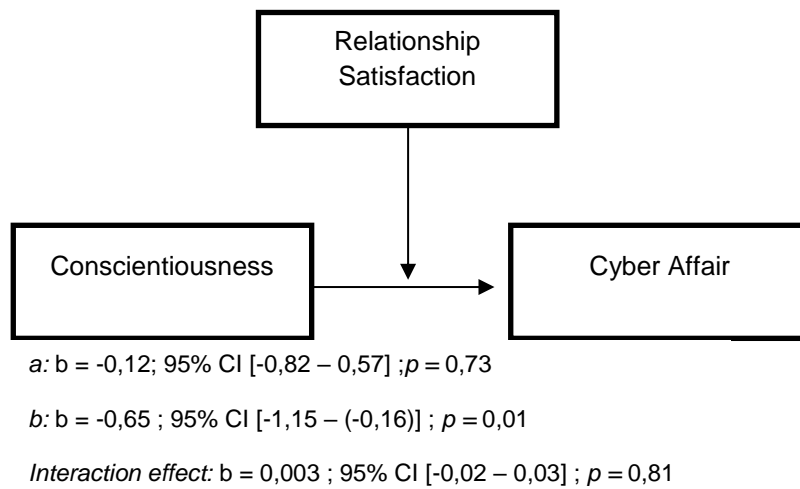 Relationship
Satisfaction
Conscientiousness
Cyber Affair
a: b = -0,12; 95% CI [-0,82 – 0,57] ;p = 0,73
b: b = -0,65 ; 95% CI [-1,15 – (-0,16)] ; p = 0,01
Interaction effect: b = 0,003 ; 95% CI [-0,02 – 0,03] ; p = 0,81